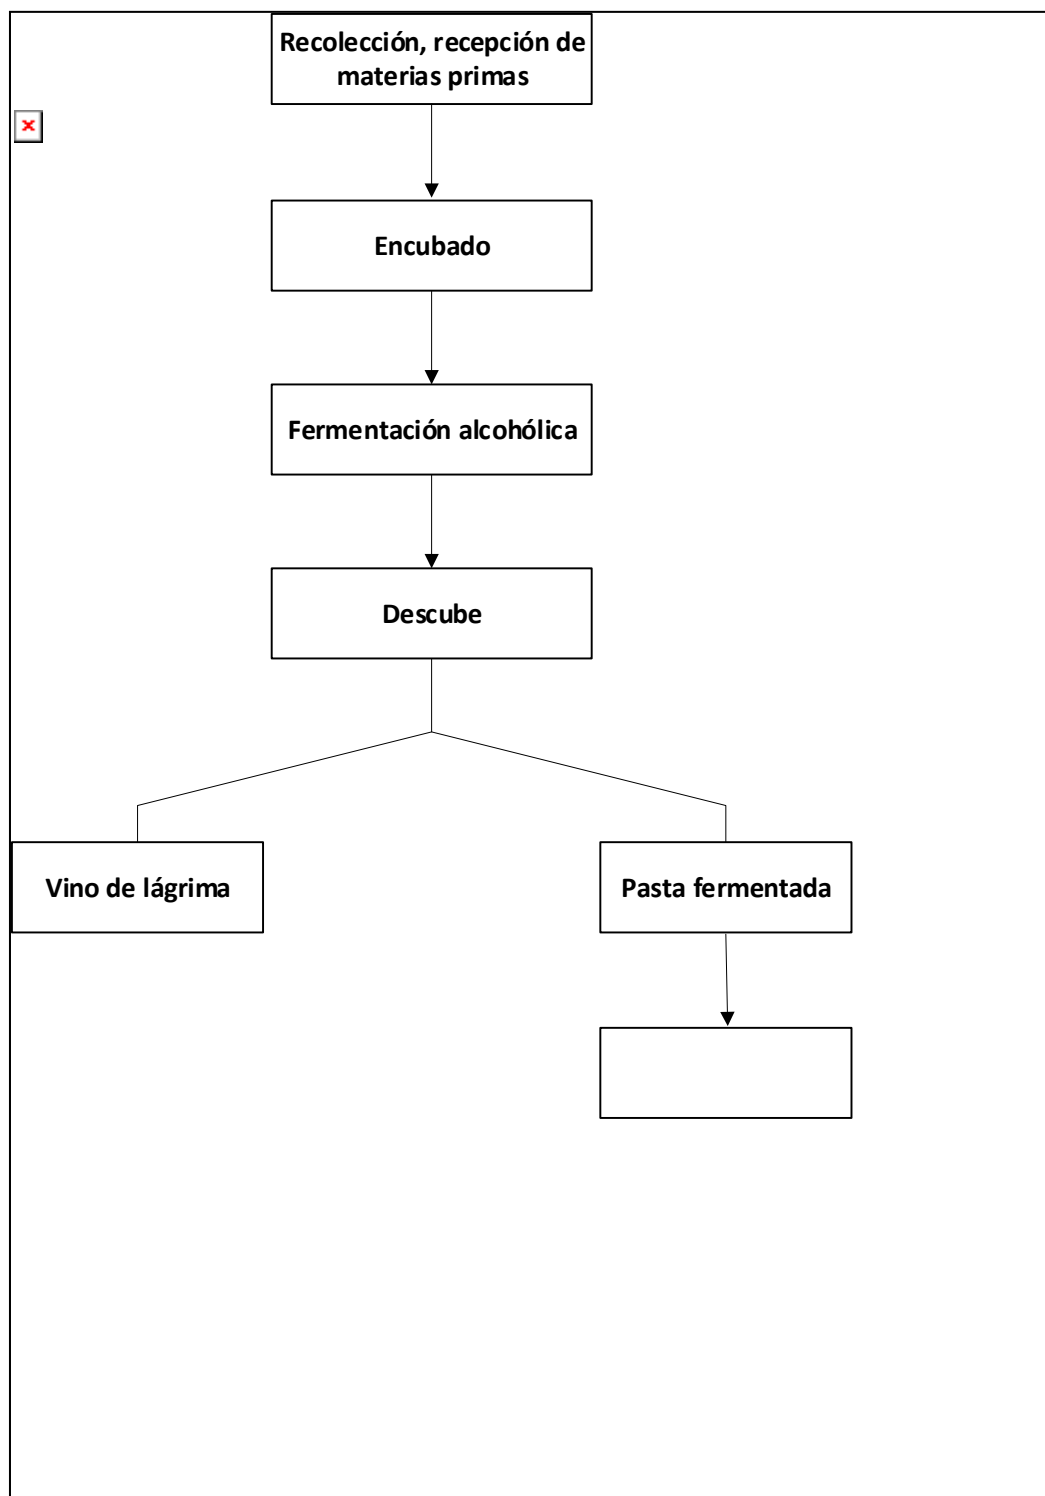 Recolección, recepción de
materias primas
Encubado
Fermentación alcohólica
Descube
Vino de lágrima
Pasta fermentada